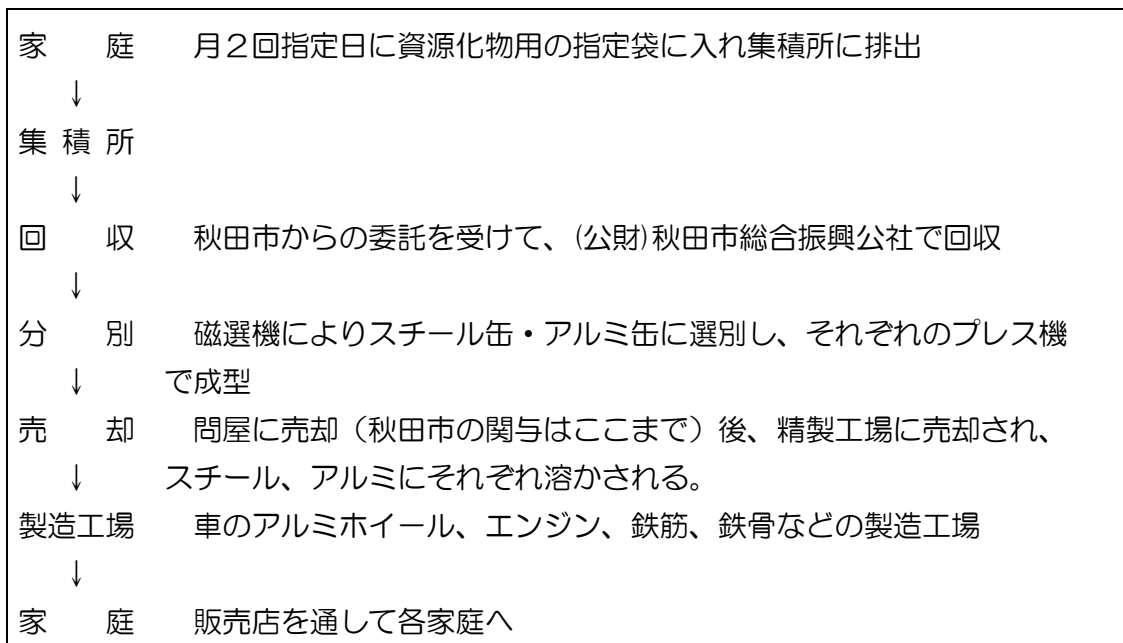 家　　庭　　月２回指定日に資源化物用の指定袋に入れ集積所に排出
↓
集 積 所
↓
回　　収　　秋田市からの委託を受けて、(公財)秋田市総合振興公社で回収
↓
分　　別　　磁選機によりスチール缶・アルミ缶に選別し、それぞれのプレス機
↓　　　で成型
売　　却　　問屋に売却（秋田市の関与はここまで）後、精製工場に売却され、
↓　　　スチール、アルミにそれぞれ溶かされる。
製造工場　　車のアルミホイール、エンジン、鉄筋、鉄骨などの製造工場
↓
家　　庭　　販売店を通して各家庭へ